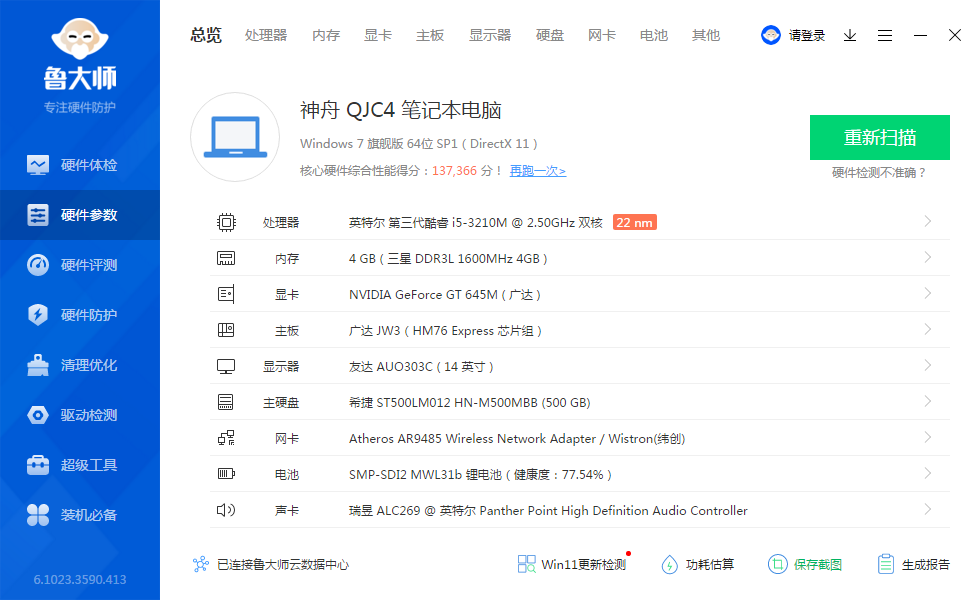 鲁大师
专注硬件防护
硬件体检
硬件参数
硬件评测
硬件防护
清理优化
驱动检测
超级工具
装机必备
6.1023.3590.413
总览 处理器 内存 显卡 主板 显示器 硬盘 网卡 电池 其他 请登录
神舟 QJC4 笔记本电脑
Windows 7 旗舰版 64位 SP1 ( DirectX 11 )
核心硬件综合性能得分：137,366 分！ 再跑一次>
重新扫描
硬件检测不准确？
处理器 英特尔 第三代酷睿 i5-3210M @ 2.50GHz 双核 22 nm
内存 4 GB ( 三星 DDR3L 1600MHz 4GB )
显卡 NVIDIA GeForce GT 645M ( 广达 )
主板 广达 JW3 ( HM76 Express 芯片组 )
显示器 友达 AUO303C ( 14 英寸 )
主硬盘 希捷 ST500LM012 HN-M500MBB (500 GB)
网卡 Atheros AR9485 Wireless Network Adapter / Wistron(纬创)
电池 SMP-SDI2 MWL31b 锂电池 ( 健康度：77.54% )
声卡 瑞昱 ALC269 @ 英特尔 Panther Point High Definition Audio Controller
已连接鲁大师云数据中心 Win11更新检测 功耗估算 保存截图 生成报告